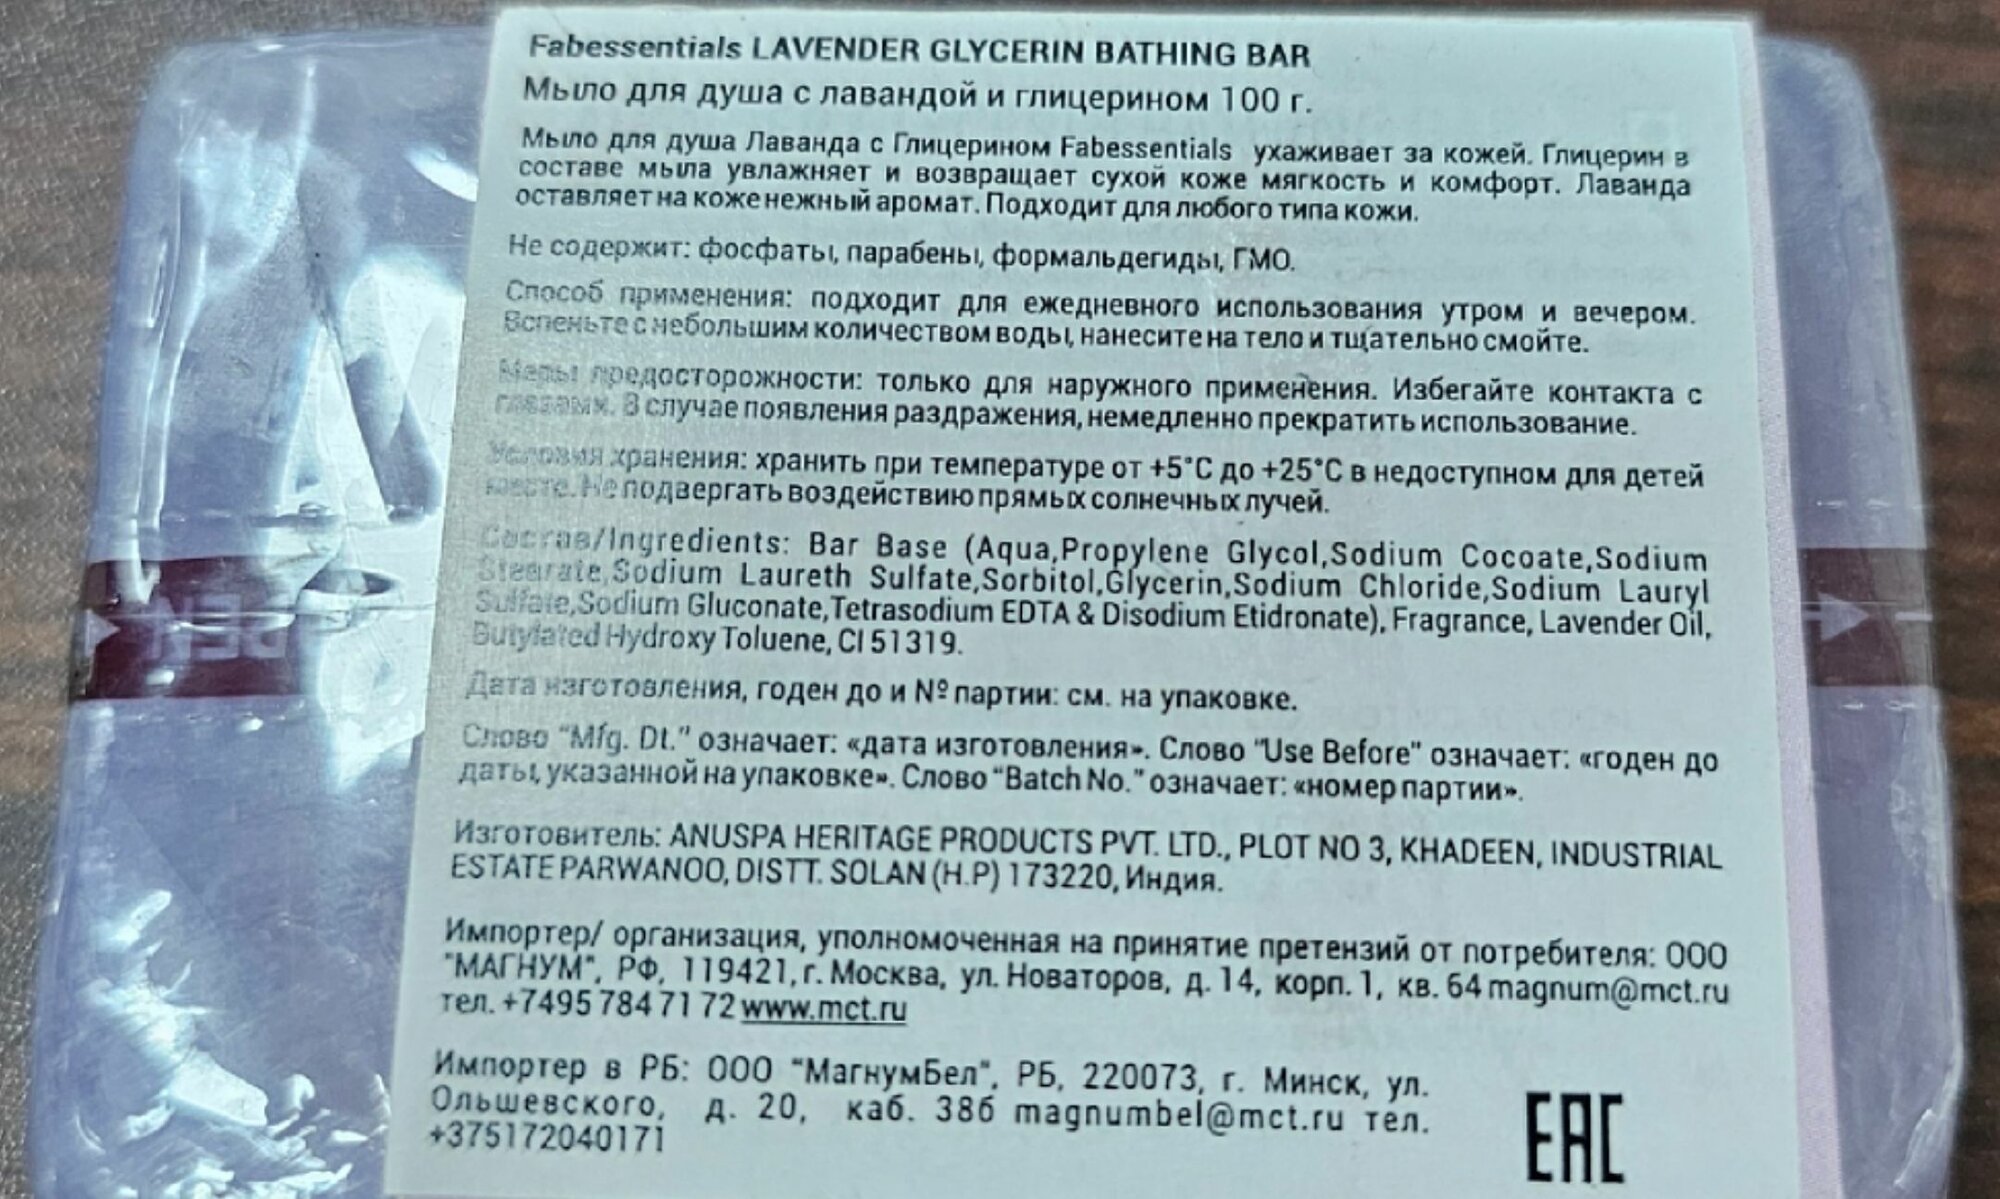 Fabessentials LAVENDER GLYCERIN BATHING BAR
Мыло для душа с лавандой и глицерином 100 г.
Мыло для душа Лаванда с Глицерином Fabessentials ухаживает за кожей. Глицерин в
составе мыла увлажняет и возвращает сухой коже мягкость и комфорт. Лаванда
оставляет на коже нежный аромат. Подходит для любого типа кожи.
Не содержит: фосфаты, парабены, формальдегиды, ГМО.
Способ применения: подходит для ежедневного использования утром и вечером.
Вспеньте с небольшим количеством воды, нанесите на тело и тщательно смойте.
Меры предосторожности: только для наружного применения. Избегайте контакта с
глазами. В случае появления раздражения, немедленно прекратить использование.
Условия хранения: хранить при температуре от +5°C до +25°C в недоступном для детей
месте. Не подвергать воздействию прямых солнечных лучей.
Состав/Ingredients: Bar Base (Aqua,Propylene Glycol,Sodium Cocoate,Sodium
Stearate,Sodium Laureth Sulfate,Sorbitol,Glycerin,Sodium Chloride,Sodium Lauryl
Sulfate,Sodium Gluconate,Tetrasodium EDTA & Disodium Etidronate), Fragrance, Lavender Oil,
Butylated Hydroxy Toluene, CI 51319.
Дата изготовления, годен до и № партии: см. на упаковке.
Слово "Mfg. Dt." означает: «дата изготовления». Слово "Use Before" означает: «годен до
даты, указанной на упаковке». Слово "Batch No." означает: «номер партии».
Изготовитель: ANUSPA HERITAGE PRODUCTS PVT. LTD., PLOT NO 3, KHADEEN, INDUSTRIAL
ESTATE PARWANOO, DISTT. SOLAN (H.P) 173220, Индия.
Импортер/ организация, уполномоченная на принятие претензий от потребителя: ООО
"МАГНУМ", РФ, 119421, г. Москва, ул. Новаторов, д. 14, корп. 1, кв. 64 magnum@mct.ru
тел. +7495 784 71 72 www.mct.ru
Импортер в РБ: ООО "МагнумБел", РБ, 220073, г. Минск, ул.
Ольшевского, д. 20, каб. 38б magnumbel@mct.ru тел.
+375172040171
EAC